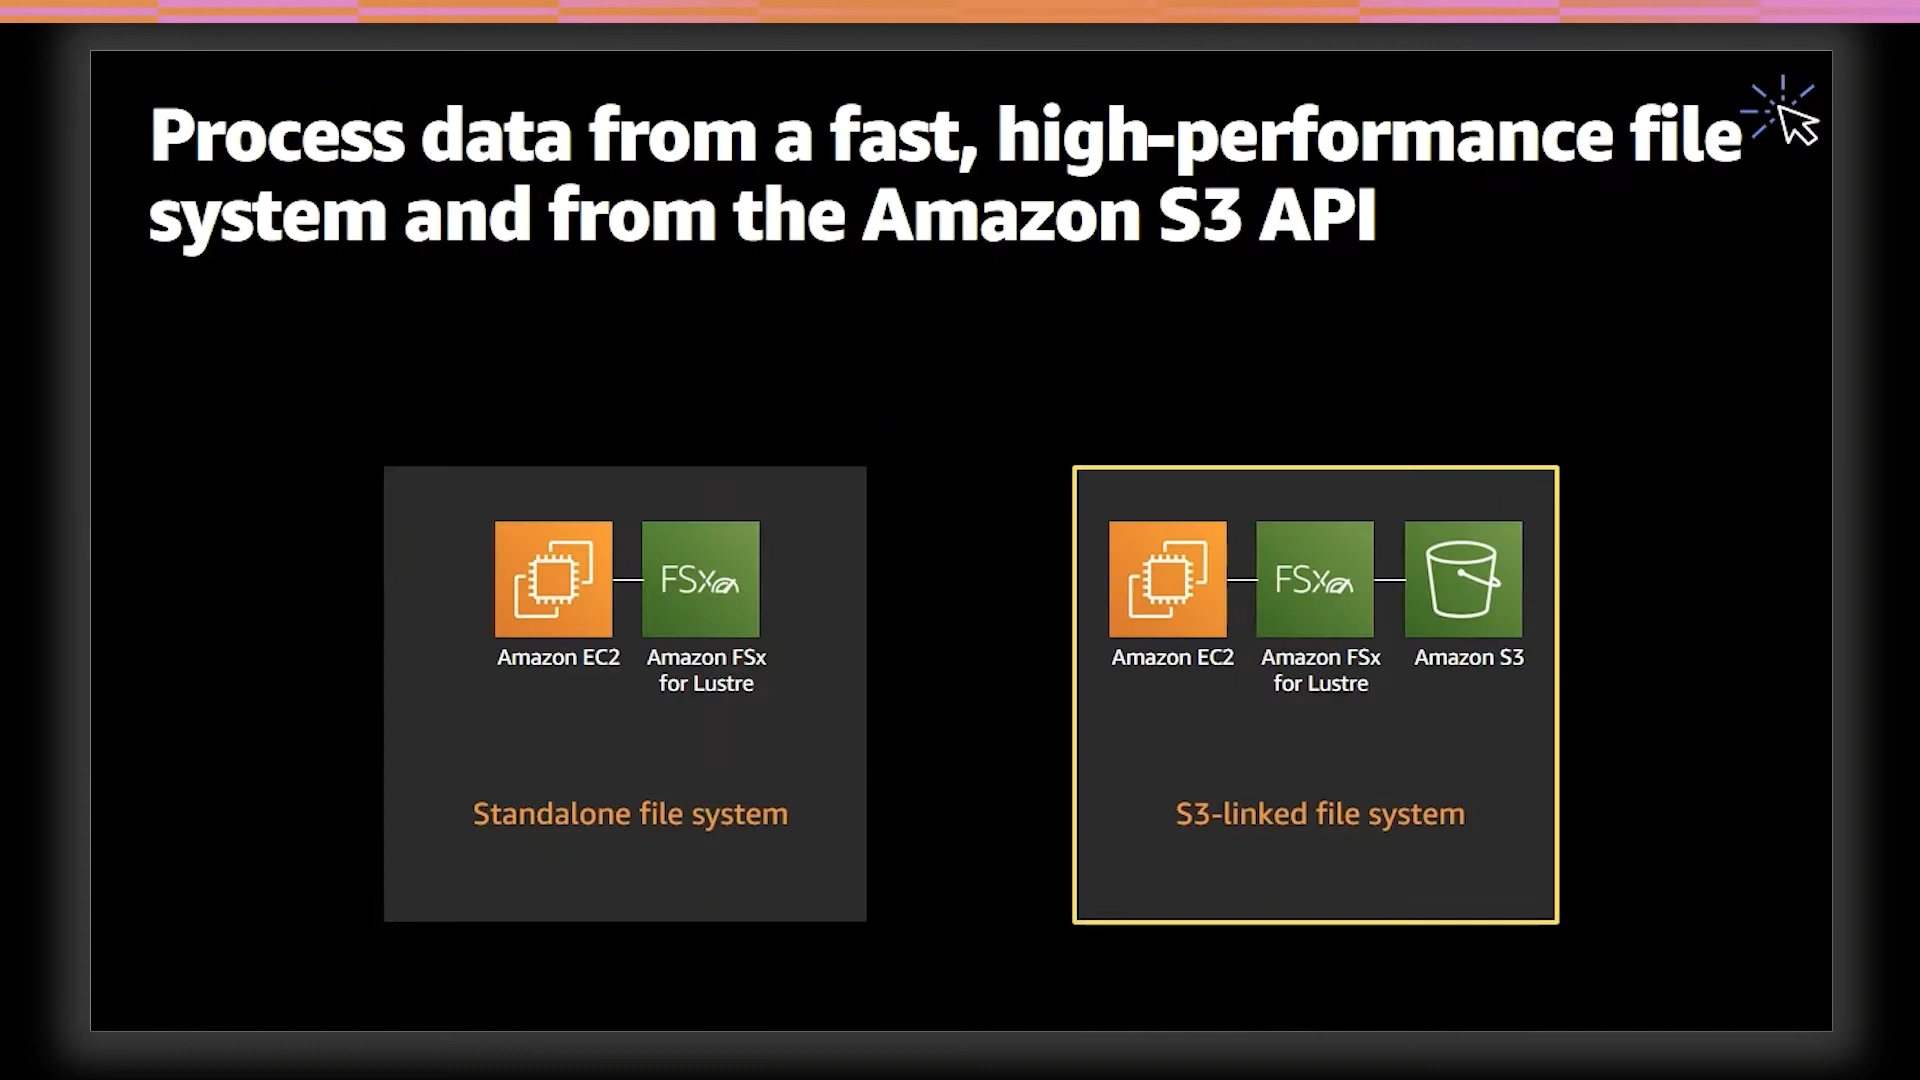 Process data from a fast, high-performance file
system and from the Amazon S3 API
FSx
Amazon EC2
Amazon FSx
for Lustre
Standalone file system
FSx
Amazon EC2
Amazon FSx
for Lustre
Amazon S3
S3-linked file system